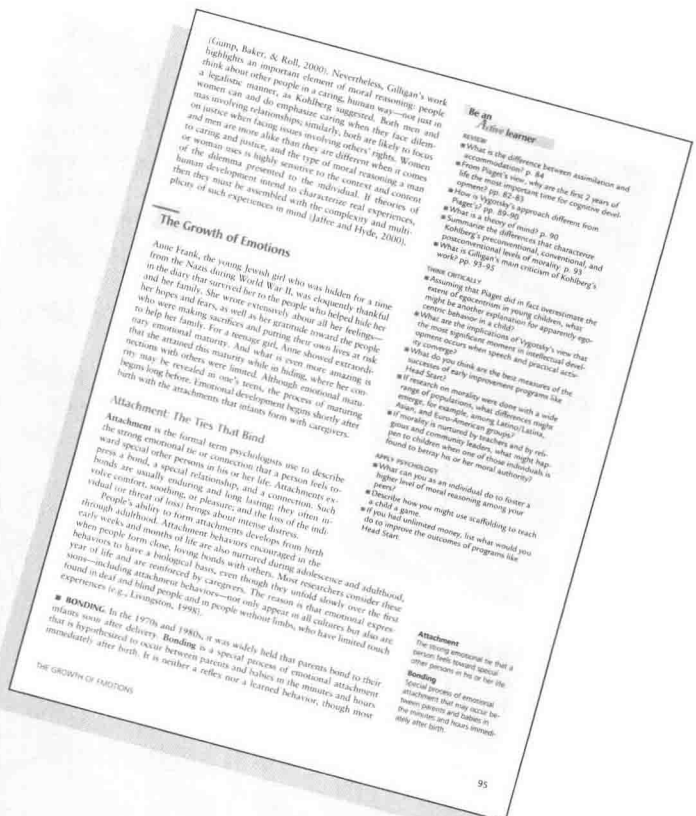 (Gump, Baker, & Roll, 2000). Nevertheless, Gilligan's work
highlights an important element of moral reasoning: people
think about other people in a caring, human way—not just in
a legalistic manner, as Kohlberg suggested. Both men and
women can and do emphasize caring when they face dilem-
mas involving relationships; similarly, both are likely to focus
on justice when facing issues involving others' rights. Women
and men are more alike than they are different when it comes
to caring and justice, and the type of moral reasoning a man
or woman uses is highly sensitive to the context and content
of the dilemma presented to the individual. If theories of
human development intend to characterize real experiences,
then they must be assembled with the complexity and multi-
plicity of such experiences in mind (Jaffee and Hyde, 2000).
The Growth of Emotions
Anne Frank, the young Jewish girl who was hidden for a time
from the Nazis during World War II, was eloquently thankful
in the diary that survived her to the people who helped hide her
and her family. She wrote extensively about all her feelings—
her hopes and fears, as well as her gratitude toward the people
who were making sacrifices and putting their own lives at risk
to help her family. For a teenage girl, Anne showed extraordi-
nary emotional maturity. And what is even more amazing is
that she attained this maturity while in hiding, where her con-
nections with others were limited. Although emotional matu-
rity may be revealed in one's teens, the process of maturing
begins long before. Emotional development begins shortly after
birth with the attachments that infants form with caregivers.
Attachment: The Ties That Bind
Attachment is the formal term psychologists use to describe
the strong emotional tie or connection that a person feels to-
ward special other persons in his or her life. Attachments ex-
press a bond, a special relationship, and a connection. Such
bonds are usually enduring and long lasting; they often in-
volve comfort, soothing, or pleasure; and the loss of the indi-
vidual (or threat of loss) brings about intense distress.
People's ability to form attachments develops from birth
through adulthood. Attachment behaviors encouraged in the
early weeks and months of life are also nurtured during adolescence and adulthood,
when people form close, loving bonds with others. Most researchers consider these
behaviors to have a biological basis, even though they unfold slowly over the first
year of life and are reinforced by caregivers. The reason is that emotional expres-
sions—including attachment behaviors—not only appear in all cultures but also are
found in deaf and blind people and in people without limbs, who have limited touch
experiences (e.g., Livingston, 1998).
■ BONDING. In the 1970s and 1980s, it was widely held that parents bond to their
infants soon after delivery. Bonding is a special process of emotional attachment
that is hypothesized to occur between parents and babies in the minutes and hours
immediately after birth. It is neither a reflex nor a learned behavior, though most
Be an
Active learner
REVIEW
■ What is the difference between assimilation and
accommodation? p. 84
■ From Piaget's view, why are the first 2 years of
life the most important time for cognitive devel-
opment? pp. 82–83
■ How is Vygotsky's approach different from
Piaget's? pp. 89–90
■ What is a theory of mind? p. 90
■ Summarize the differences that characterize
Kohlberg's preconventional, conventional, and
postconventional levels of morality. p. 93
■ What is Gilligan's main criticism of Kohlberg's
work? pp. 93–95
THINK CRITICALLY
■ Assuming that Piaget did in fact overestimate the
extent of egocentrism in young children, what
might be another explanation for apparently ego-
centric behavior in a child?
■ What are the implications of Vygotsky's view that
the most significant moment in intellectual devel-
opment occurs when speech and practical activ-
ity converge?
■ What do you think are the best measures of the
successes of early improvement programs like
Head Start?
■ If research on morality were done with a wide
range of populations, what differences might
emerge, for example, among Latino/Latina,
Asian, and Euro-American groups?
■ If morality is nurtured by teachers and by reli-
gious and community leaders, what might hap-
pen to children when one of those individuals is
found to betray his or her moral authority?
APPLY PSYCHOLOGY
■ What can you as an individual do to foster a
higher level of moral reasoning among your
peers?
■ Describe how you might use scaffolding to teach
a child a game.
■ If you had unlimited money, list what would you
do to improve the outcomes of programs like
Head Start.
Attachment
The strong emotional tie that a
person feels toward special
other persons in his or her life
Bonding
Special process of emotional
attachment that may occur be-
tween parents and babies in
the minutes and hours immedi-
ately after birth.
THE GROWTH OF EMOTIONS
95